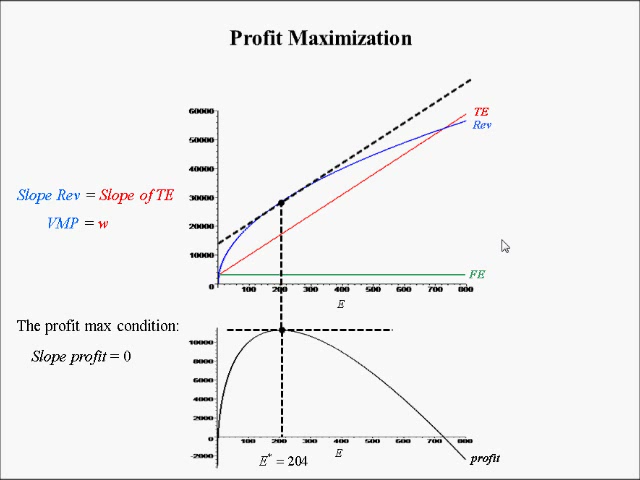 Profit Maximization
60000
50000
40000
30000
20000
10000
0
100 200 300 400 500 600 700 800
E
TE
Rev
FE
Slope Rev = Slope of TE
VMP = w
The profit max condition:
Slope profit = 0
10000
8000
6000
4000
2000
0
-2000
100 200 300 400 500 600 700 800
E
E* = 204
profit